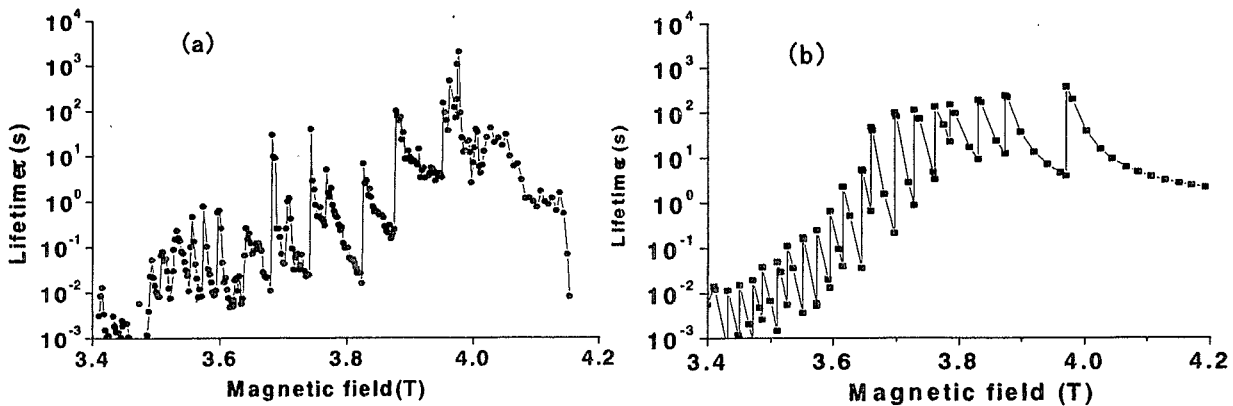 (a)
10⁴
10³
10²
10¹
10⁰
10⁻¹
10⁻²
10⁻³
Lifetimeτ(s)
3.4 3.6 3.8 4.0 4.2
Magnetic field(T)
(b)
10⁴
10³
10²
10¹
10⁰
10⁻¹
10⁻²
10⁻³
Lifetimeτ(s)
3.4 3.6 3.8 4.0 4.2
Magnetic field (T)